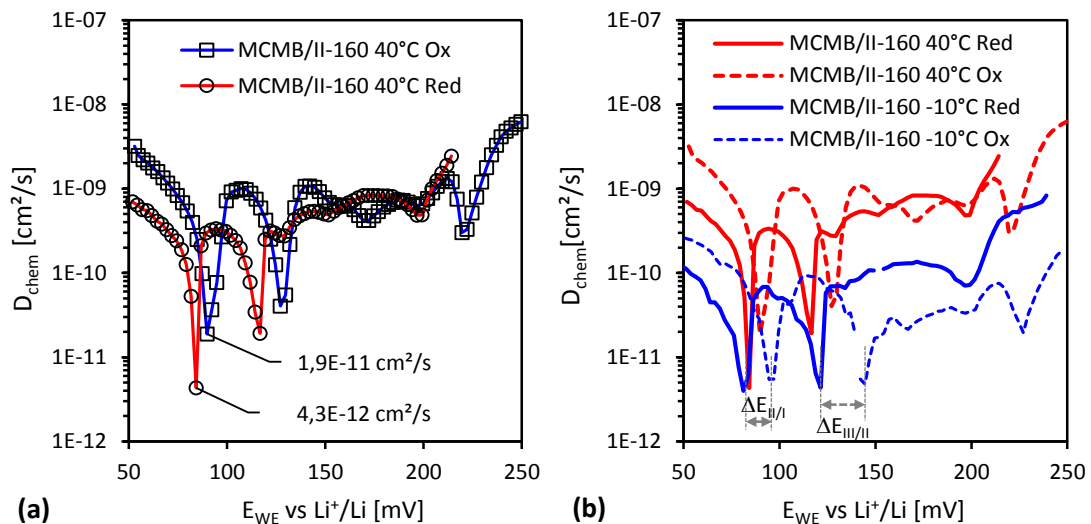 1E-07
1E-08
1E-09
1E-10
1E-11
1E-12
D_chem [cm²/s]
MCMB/II-160 40°C Ox
MCMB/II-160 40°C Red
1,9E-11 cm²/s
4,3E-12 cm²/s
50 100 150 200 250
(a)
E_WE vs Li⁺/Li [mV]
1E-07
1E-08
1E-09
1E-10
1E-11
1E-12
D_chem [cm²/s]
MCMB/II-160 40°C Red
MCMB/II-160 40°C Ox
MCMB/II-160 -10°C Red
MCMB/II-160 -10°C Ox
ΔE_II/I
ΔE_III/II
50 100 150 200 250
(b)
E_WE vs Li⁺/Li [mV]